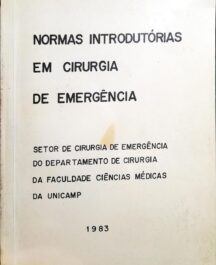 NORMAS INTRODUTÓRIAS
EM CIRURGIA
DE EMERGÊNCIA
SETOR DE CIRURGIA DE EMERGÊNCIA
DO DEPARTAMENTO DE CIRURGIA
DA FACULDADE CIÊNCIAS MÉDICAS
DA UNICAMP
1983